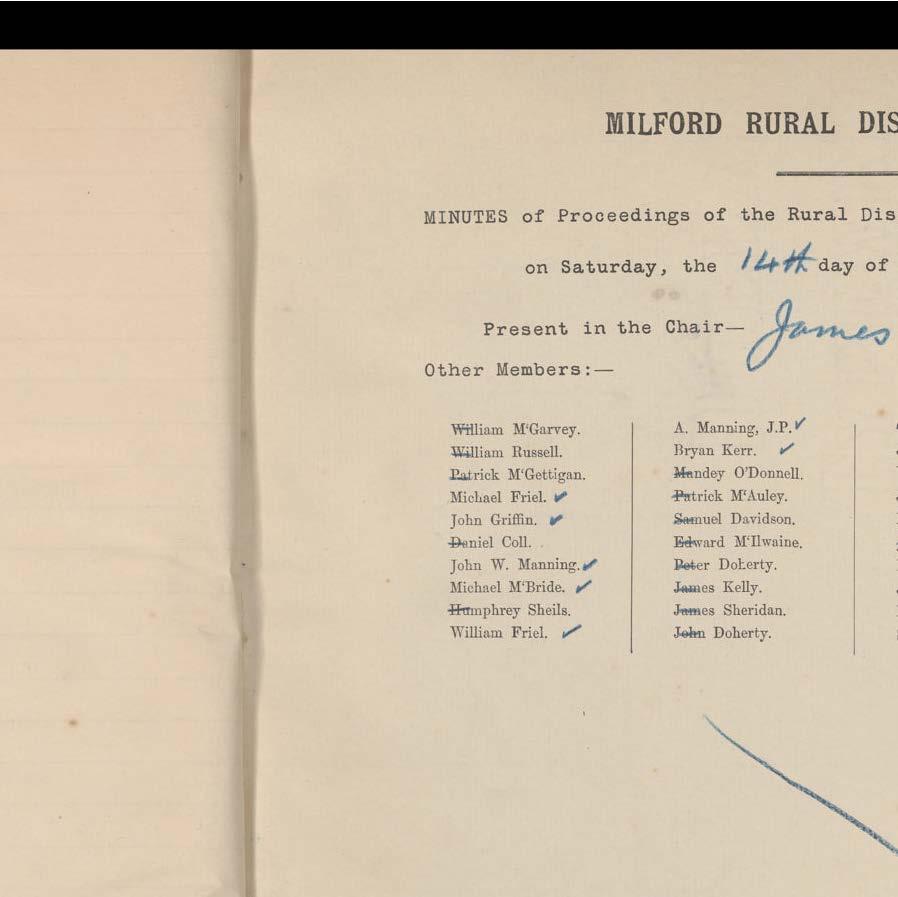 MILFORD RURAL DIS
MINUTES of Proceedings of the Rural Dis
on Saturday, the 14th day of
Present in the Chair— James
Other Members:—
William M‘Garvey.
William Russell.
Patrick M‘Gettigan.
Michael Friel. ✓
John Griffin. ✓
Daniel Coll.
John W. Manning. ✓
Michael M‘Bride. ✓
Humphrey Sheils.
William Friel. ✓
A. Manning, J.P. ✓
Bryan Kerr. ✓
Mandey O’Donnell.
Patrick M‘Auley.
Samuel Davidson.
Edward M‘Ilwaine.
Peter Doherty.
James Kelly.
James Sheridan.
John Doherty.